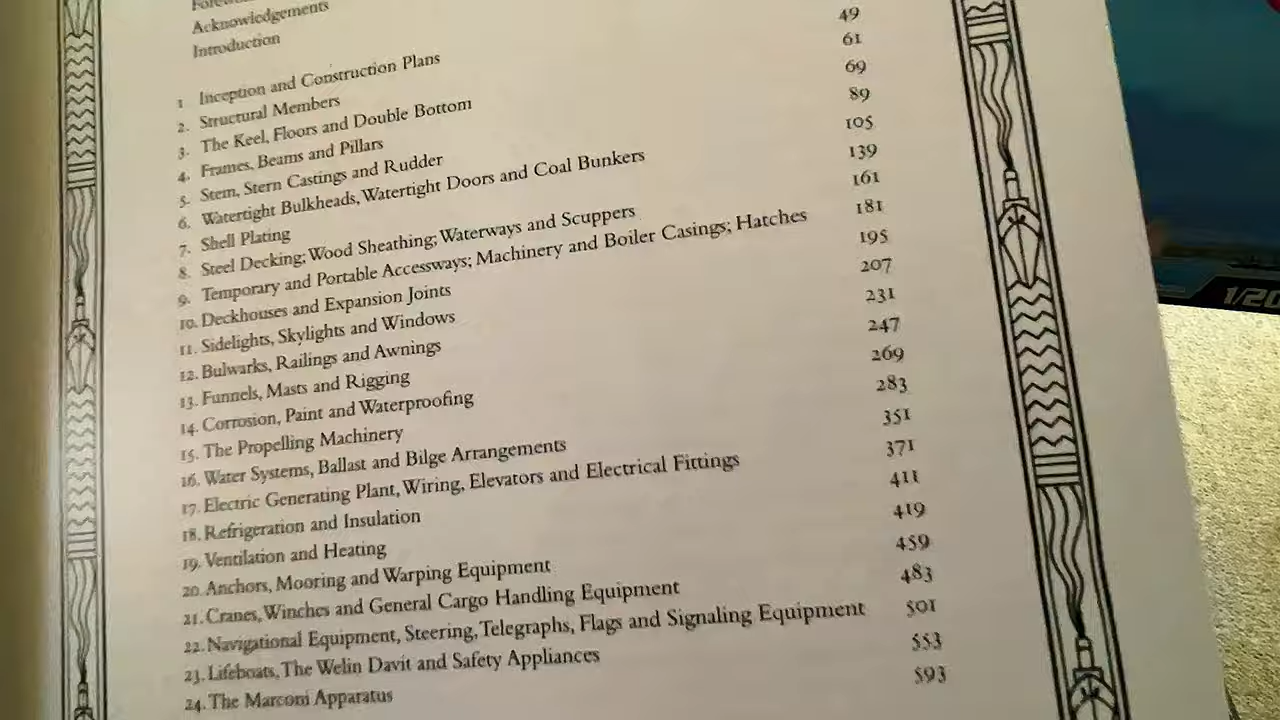 Acknowledgements
Introduction
1 Inception and Construction Plans
2. Structural Members 49
3. The Keel, Floors and Double Bottom 61
4. Frames, Beams and Pillars 69
5. Stem, Stern Castings and Rudder 89
6. Watertight Bulkheads, Watertight Doors and Coal Bunkers 105
7. Shell Plating 139
8. Steel Decking; Wood Sheathing; Waterways and Scuppers 161
9. Temporary and Portable Accessways; Machinery and Boiler Casings; Hatches 181
10. Deckhouses and Expansion Joints 195
11. Sidelights, Skylights and Windows 207
12. Bulwarks, Railings and Awnings 231
13. Funnels, Masts and Rigging 247
14. Corrosion, Paint and Waterproofing 269
15. The Propelling Machinery 283
16. Water Systems, Ballast and Bilge Arrangements 351
17. Electric Generating Plant, Wiring, Elevators and Electrical Fittings 371
18. Refrigeration and Insulation 411
19. Ventilation and Heating 419
20. Anchors, Mooring and Warping Equipment 459
21. Cranes, Winches and General Cargo Handling Equipment 483
22. Navigational Equipment, Steering, Telegraphs, Flags and Signaling Equipment 501
23. Lifeboats, The Welin Davit and Safety Appliances 553
24. The Marconi Apparatus 593